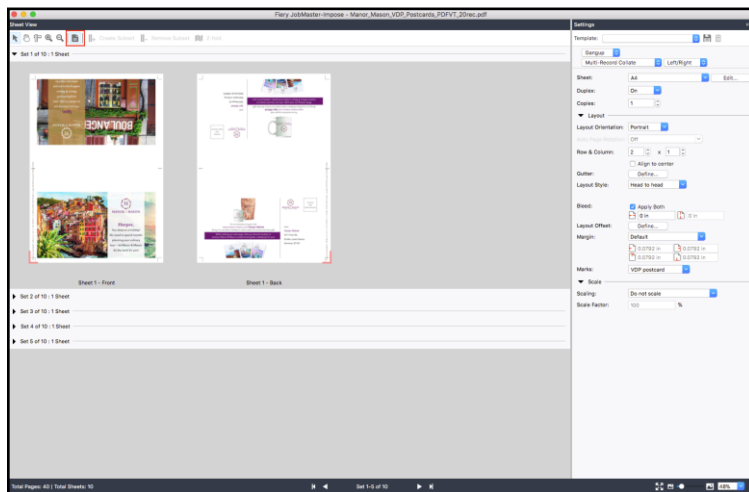 Fiery JobMaster-Impose - Manor_Mason_VDP_Postcards_PDFVT_20rec.pdf
Sheet View
Create Subset
Remove Subset
Set 1 of 10 : 1 Sheet
BOULANGE
Sheet 1 - Front
Sheet 1 - Back
Set 2 of 10 : 1 Sheet
Set 3 of 10 : 1 Sheet
Set 4 of 10 : 1 Sheet
Set 5 of 10 : 1 Sheet
Total Pages: 40 | Total Sheets: 10
Set 1-5 of 10
48%
Settings
Template:
Gangup
Multi-Record Collate
Left/Right
Sheet:
A4
Edit...
Duplex:
On
Copies:
1
Layout
Layout Orientation:
Portrait
Off
Row & Column:
2 x 1
Align to center
Gutter:
Define...
Layout Style:
Head to head
Bleed:
Apply Both
0 in
0 in
Layout Offset:
Define...
Margin:
Default
0.0792 in
0.0792 in
0.0792 in
0.0792 in
Marks:
VDP postcard
Scale
Scaling:
Do not scale
Scale Factor:
100 %